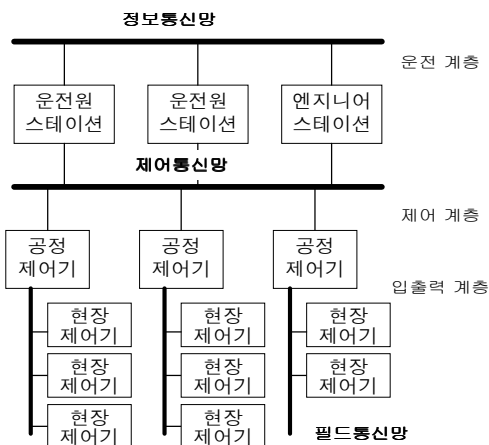 정보통신망
운전 계층
운전원 운전원 엔지니어
스테이션 스테이션 스테이션
제어통신망
제어 계층
공정 공정 공정
제어기 제어기 제어기
입출력 계층
현장 현장 현장
제어기 제어기 제어기
현장 현장 현장
제어기 제어기 제어기
현장 현장
제어기 제어기
필드통신망